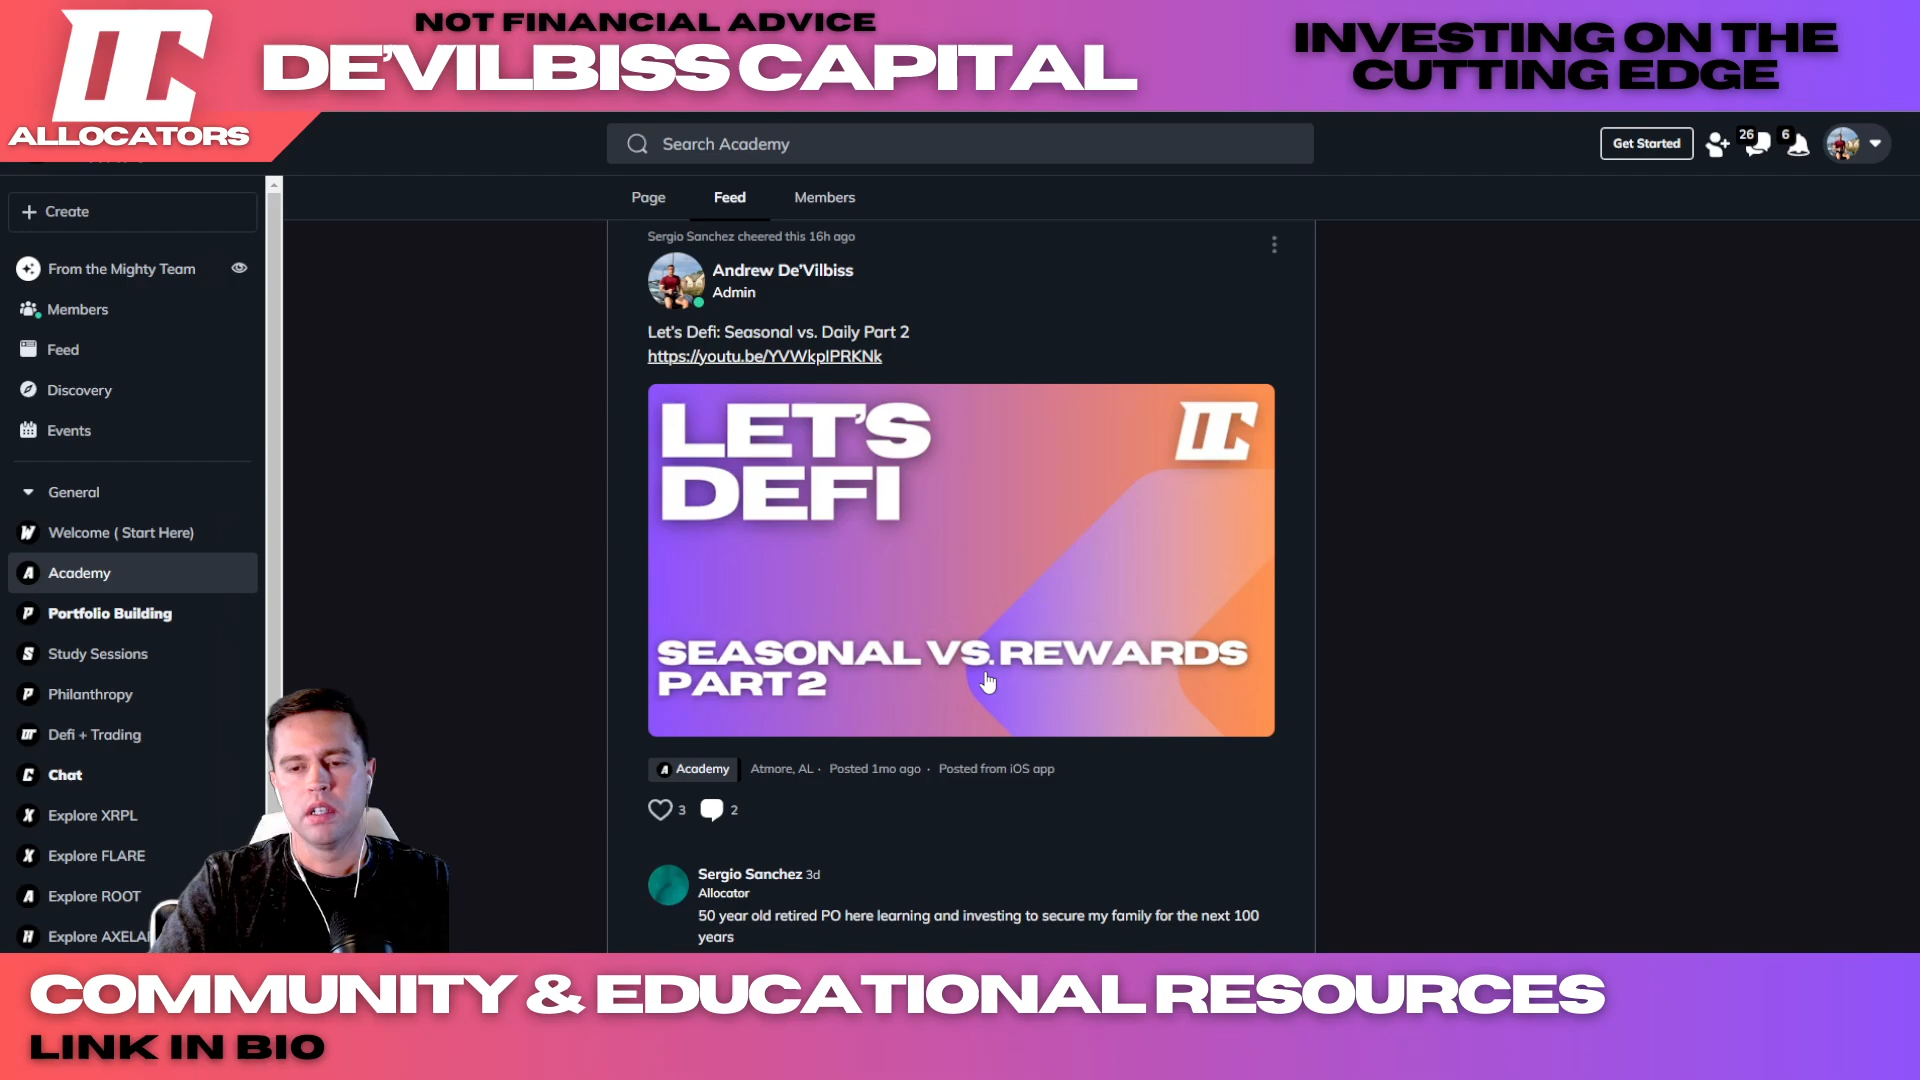 NOT FINANCIAL ADVICE
DE'VILBISS CAPITAL
INVESTING ON THE
CUTTING EDGE
ALLOCATORS
Search Academy
Get Started
26
6
Page
Feed
Members
Create
From the Mighty Team
Members
Feed
Discovery
Events
General
Welcome ( Start Here)
Academy
Portfolio Building
Study Sessions
Philanthropy
Defi + Trading
Chat
Explore XRPL
Explore FLARE
Explore ROOT
Explore AXELA
Sergio Sanchez cheered this 16h ago
Andrew De'Vilbiss
Admin
Let's Defi: Seasonal vs. Daily Part 2
https://youtu.be/YVWkpIPRKNk
LET'S
DEFI
SEASONAL VS. REWARDS
PART 2
Academy Atmore, AL · Posted 1mo ago · Posted from iOS app
3 2
Sergio Sanchez 3d
Allocator
50 year old retired PO here learning and investing to secure my family for the next 100
years
COMMUNITY & EDUCATIONAL RESOURCES
LINK IN BIO